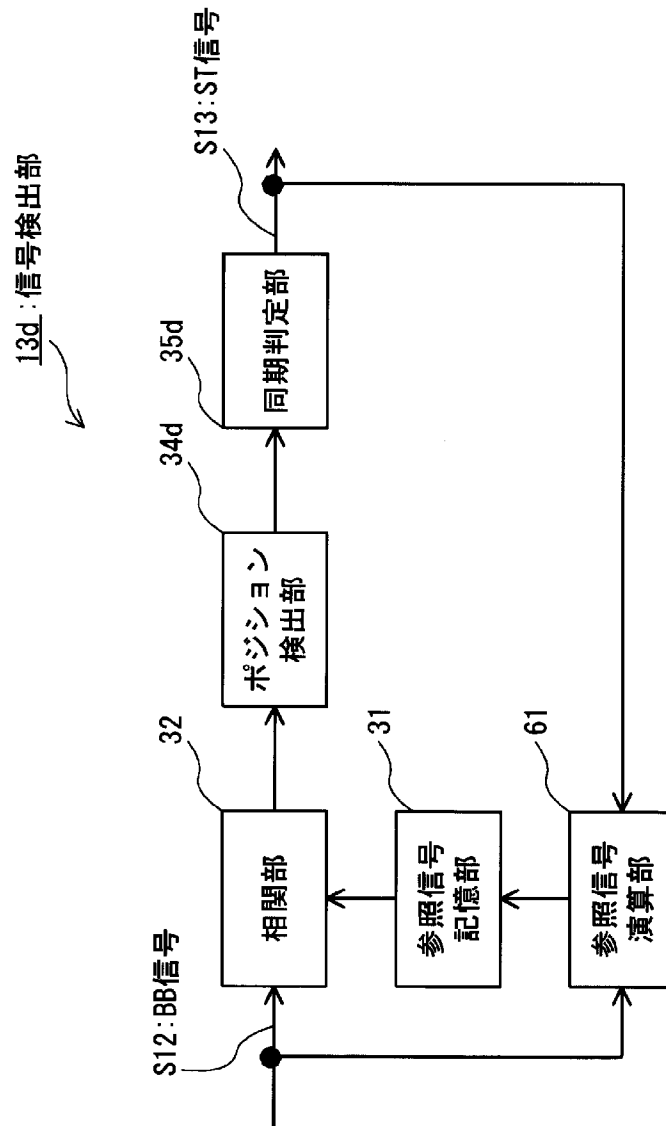 13d:信号検出部
S12:BB信号
32
相関部
34d
ポジション
検出部
35d
同期判定部
S13:ST信号
31
参照信号
記憶部
61
参照信号
演算部